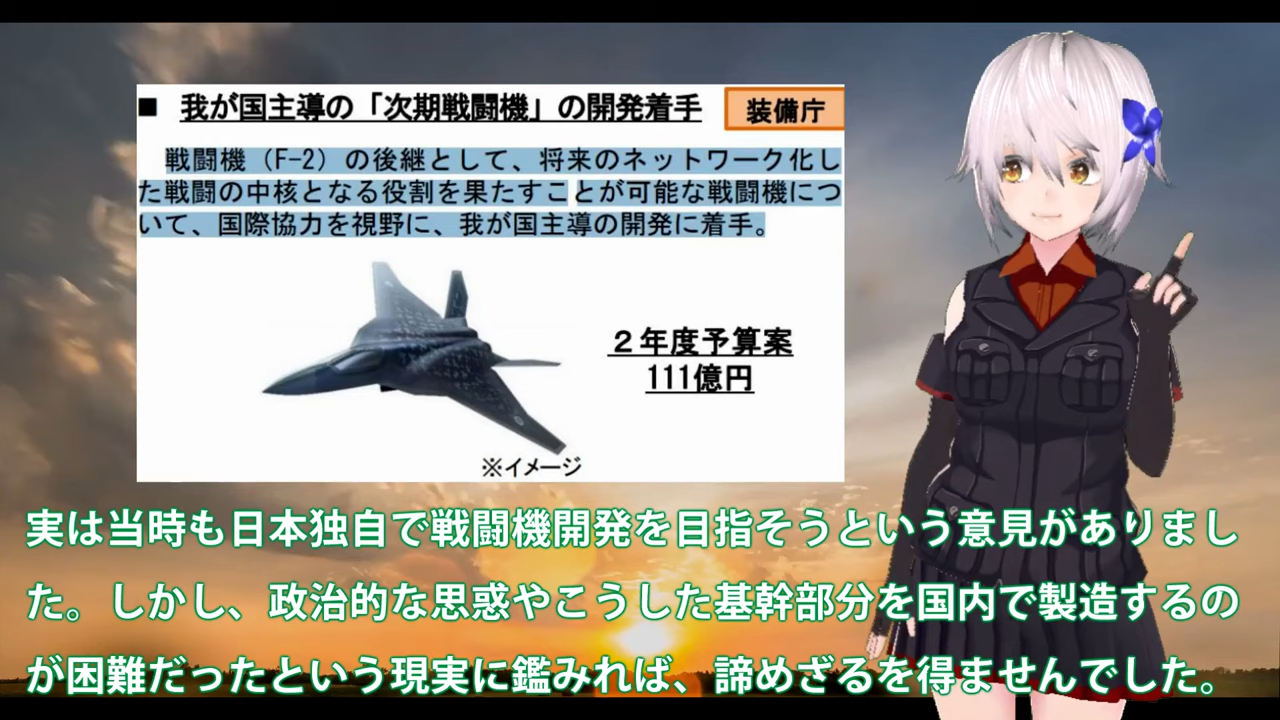 ■ 我が国主導の「次期戦闘機」の開発着手
装備庁
戦闘機（F-2）の後継として、将来のネットワーク化し
た戦闘の中核となる役割を果たすことが可能な戦闘機につ
いて、国際協力を視野に、我が国主導の開発に着手。
２年度予算案
111億円
※イメージ
実は当時も日本独自で戦闘機開発を目指そうという意見がありまし
た。しかし、政治的な思惑やこうした基幹部分を国内で製造するの
が困難だったという現実に鑑みれば、諦めざるを得ませんでした。